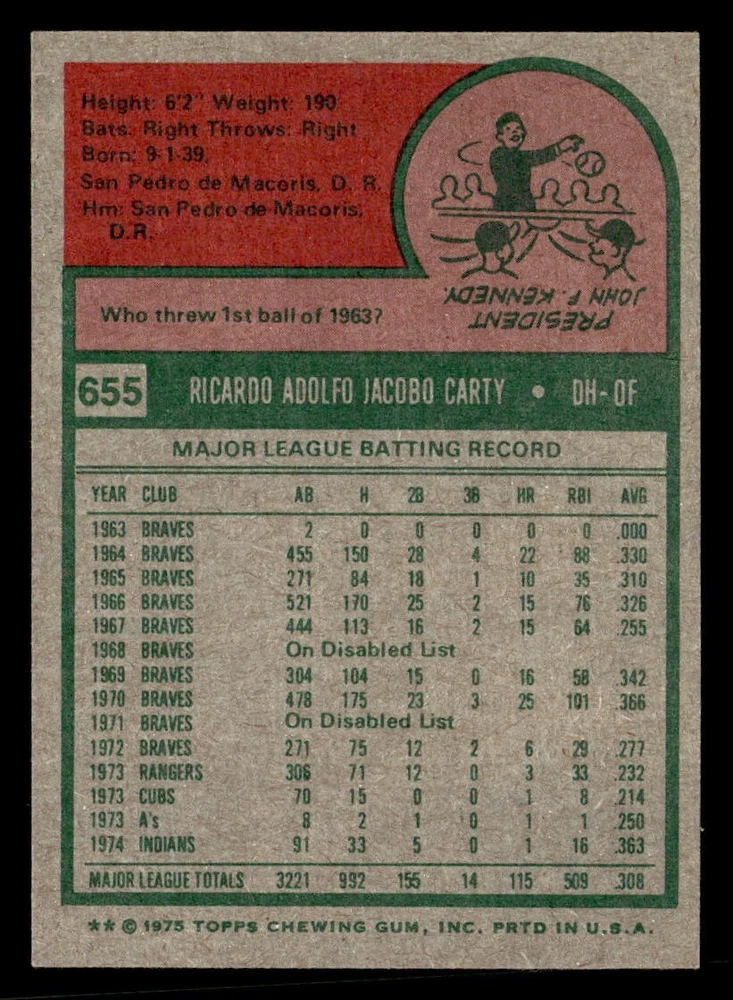 Height: 6'2" Weight: 190
Bats: Right Throws: Right
Born: 9-1-39,
San Pedro de Macoris, D. R.
Hm: San Pedro de Macoris,
D.R.
Who threw 1st ball of 1963?
PRESIDENT
JOHN F. KENNEDY.
655 RICARDO ADOLFO JACOBO CARTY • DH-OF
MAJOR LEAGUE BATTING RECORD
YEAR CLUB AB H 2B 3B HR RBI AVG
1963 BRAVES 2 0 0 0 0 0 .000
1964 BRAVES 455 150 28 4 22 88 .330
1965 BRAVES 271 84 18 1 10 35 .310
1966 BRAVES 521 170 25 2 15 76 .326
1967 BRAVES 444 113 16 2 15 64 .255
1968 BRAVES On Disabled List
1969 BRAVES 304 104 15 0 16 58 .342
1970 BRAVES 478 175 23 3 25 101 .366
1971 BRAVES On Disabled List
1972 BRAVES 271 75 12 2 6 29 .277
1973 RANGERS 306 71 12 0 3 33 .232
1973 CUBS 70 15 0 0 1 8 .214
1973 A's 8 2 1 0 1 1 .250
1974 INDIANS 91 33 5 0 1 16 .363
MAJOR LEAGUE TOTALS 3221 992 155 14 115 509 .308
** © 1975 TOPPS CHEWING GUM, INC. PRTD IN U.S.A.